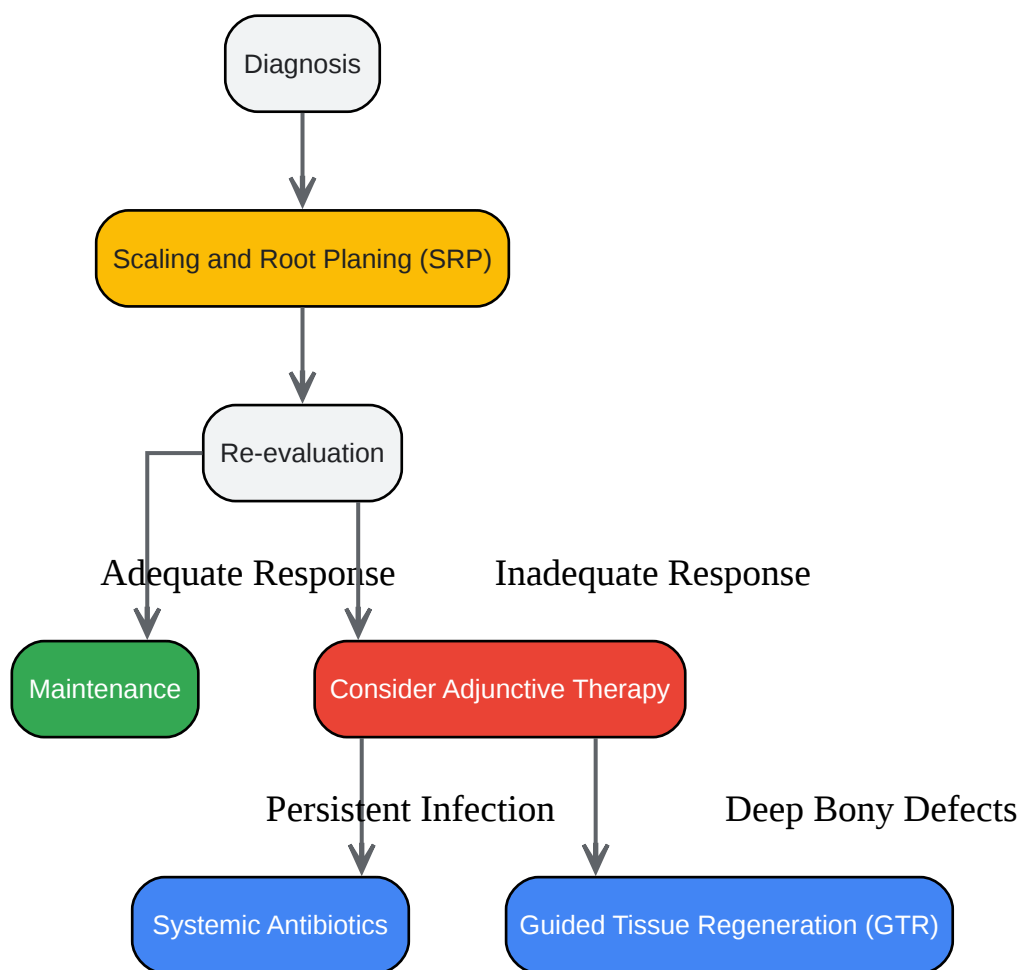 Diagnosis
Scaling and Root Planing (SRP)
Re-evaluation
Adequate Response
Inadequate Response
Maintenance
Consider Adjunctive Therapy
Persistent Infection
Deep Bony Defects
Systemic Antibiotics
Guided Tissue Regeneration (GTR)